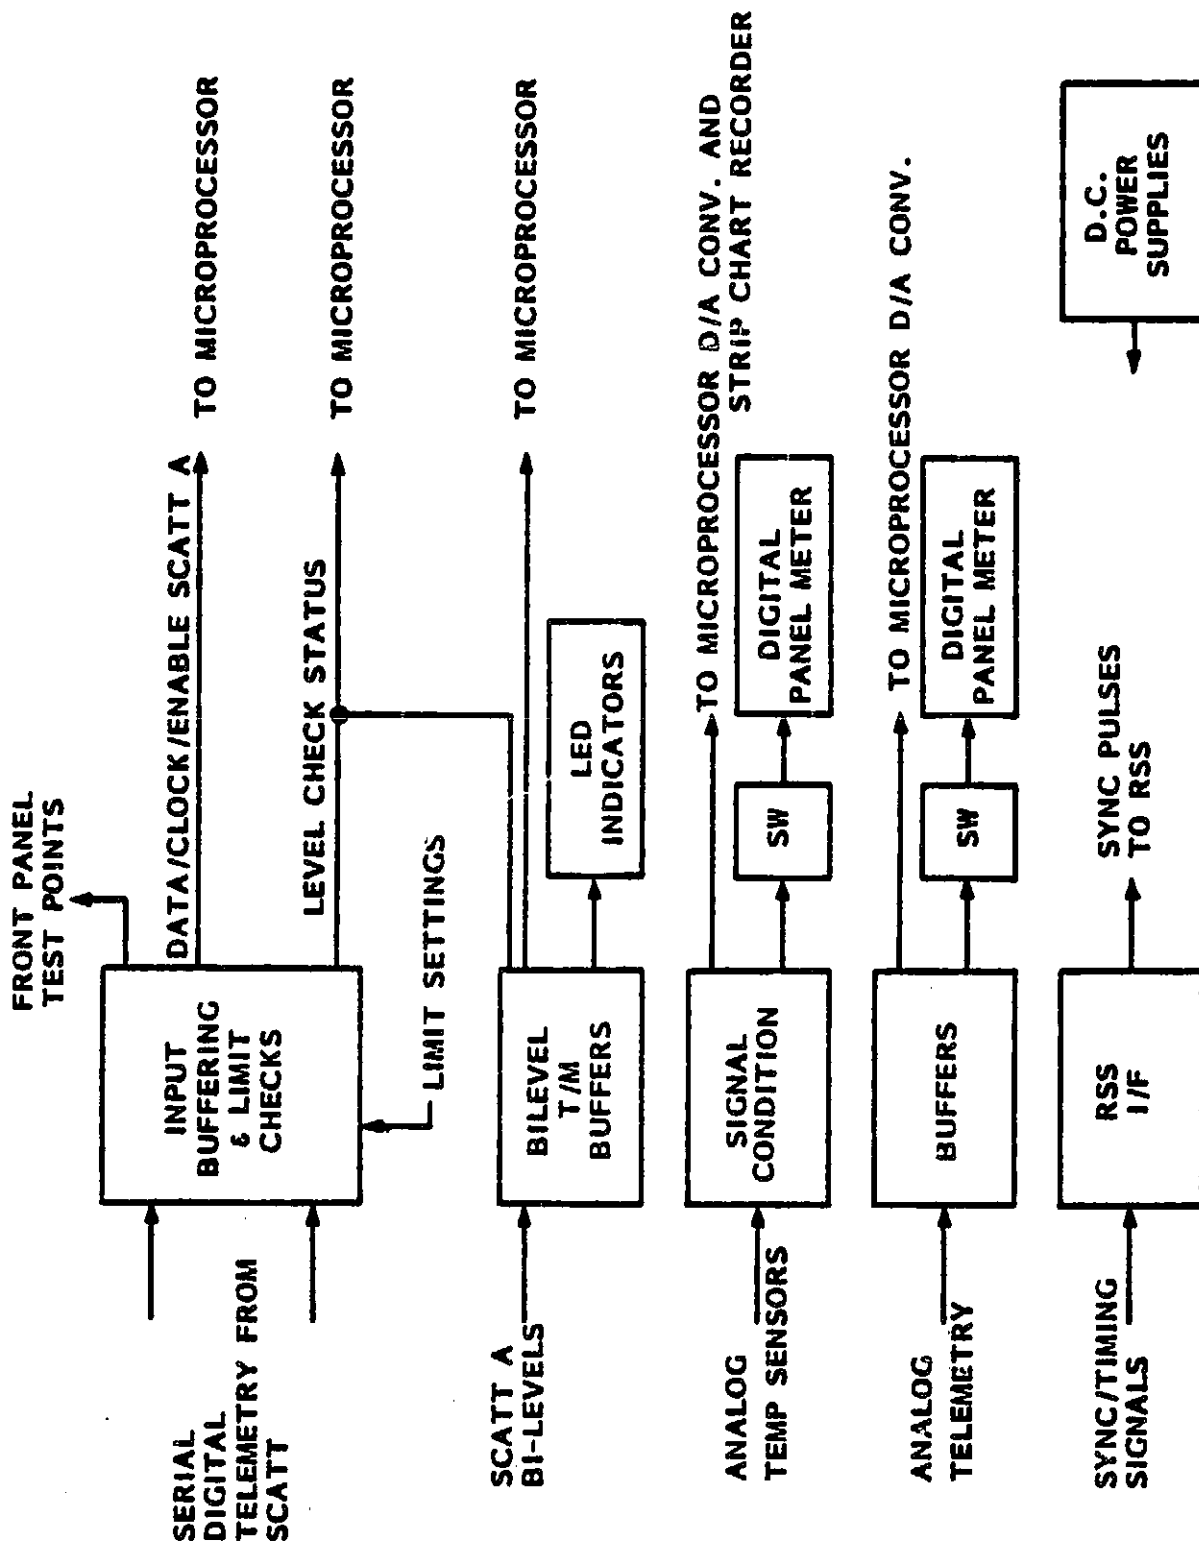 FRONT PANEL
TEST POINTS
SERIAL
DIGITAL
TELEMETRY FROM
SCATT
INPUT
BUFFERING
& LIMIT
CHECKS
DATA/CLOCK/ENABLE SCATT A
TO MICROPROCESSOR
LEVEL CHECK STATUS
TO MICROPROCESSOR
LIMIT SETTINGS
SCATT A
BI-LEVELS
BILEVEL
T/M
BUFFERS
TO MICROPROCESSOR
LED
INDICATORS
ANALOG
TEMP SENSORS
SIGNAL
CONDITION
TO MICROPROCESSOR D/A CONV. AND
STRIP CHART RECORDER
SW
DIGITAL
PANEL METER
ANALOG
TELEMETRY
BUFFERS
TO MICROPROCESSOR D/A CONV.
SW
DIGITAL
PANEL METER
SYNC/TIMING
SIGNALS
RSS
I/F
SYNC PULSES
TO RSS
D.C.
POWER
SUPPLIES